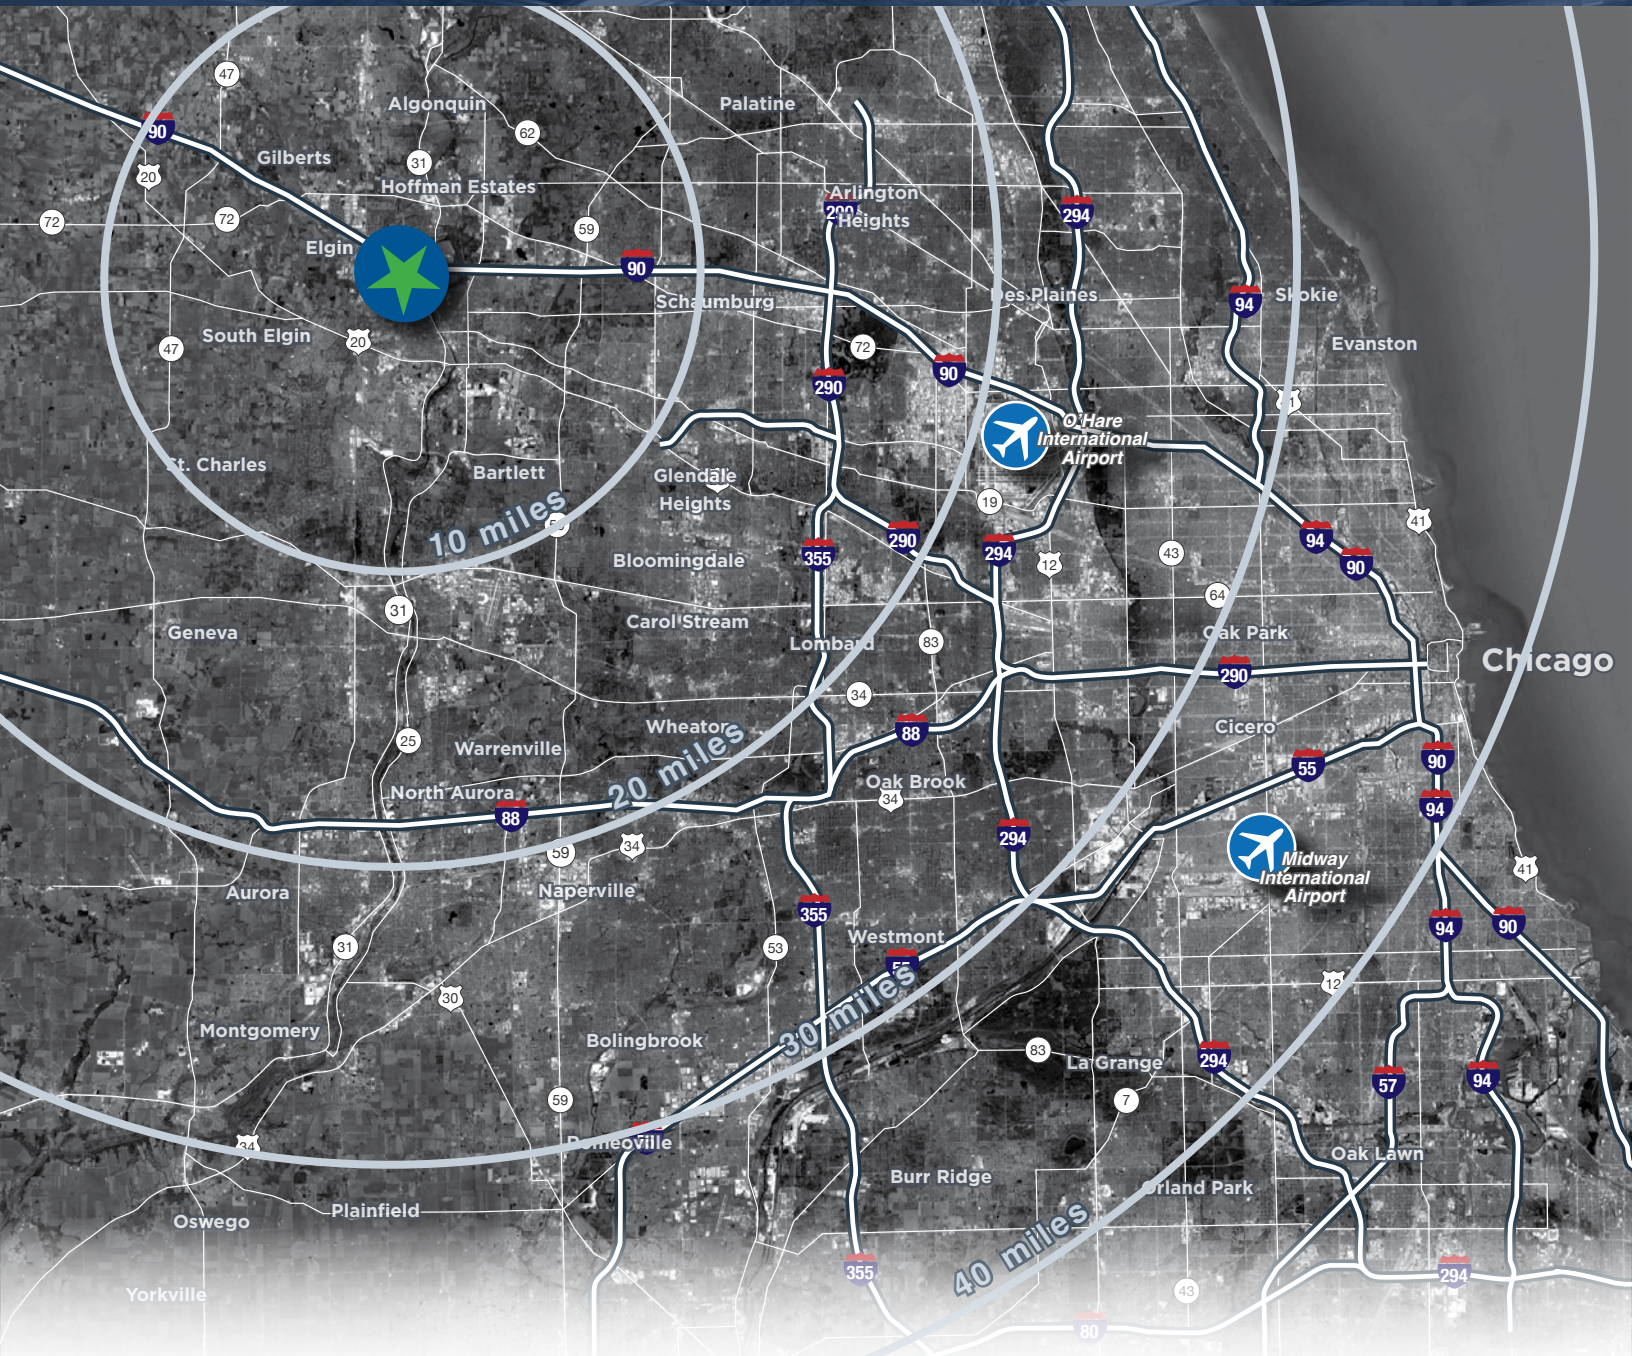 47
Algonquin
Palatine
90
62
Gilberts
31
20
Hoffman Estates
Arlington
Heights
290
294
72
72
59
Elgin
90
Schaumburg
Des Plaines
94
Skokie
South Elgin
20
47
72
Evanston
90
290
41
O'Hare
International
Airport
St. Charles
Bartlett
Glendale
Heights
10 miles
19
41
290
94
355
294
12
43
90
Bloomingdale
31
64
Geneva
Carol Stream
Lombard
83
Oak Park
Chicago
290
34
Wheaton
88
Cicero
25
Warrenville
55
90
20 miles
North Aurora
Oak Brook
34
88
94
294
59
34
Midway
International
Airport
41
Aurora
Naperville
355
94
90
31
53
Westmont
55
30 miles
12
30
Montgomery
Bolingbrook
83
La Grange
294
57
94
59
7
34
Romeoville
Oak Lawn
Burr Ridge
Orland Park
Plainfield
Oswego
40 miles
355
294
Yorkville
43
80